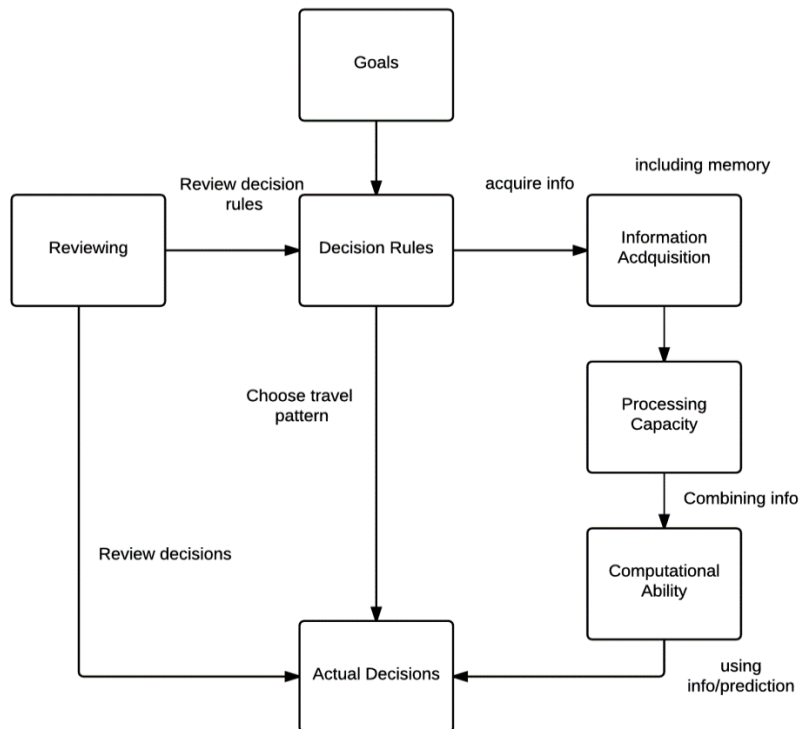 Goals
including memory
Review decision
rules
acquire info
Reviewing
Decision Rules
Information
Acdquisition
Choose travel
pattern
Processing
Capacity
Combining info
Review decisions
Computational
Ability
Actual Decisions
using
info/prediction